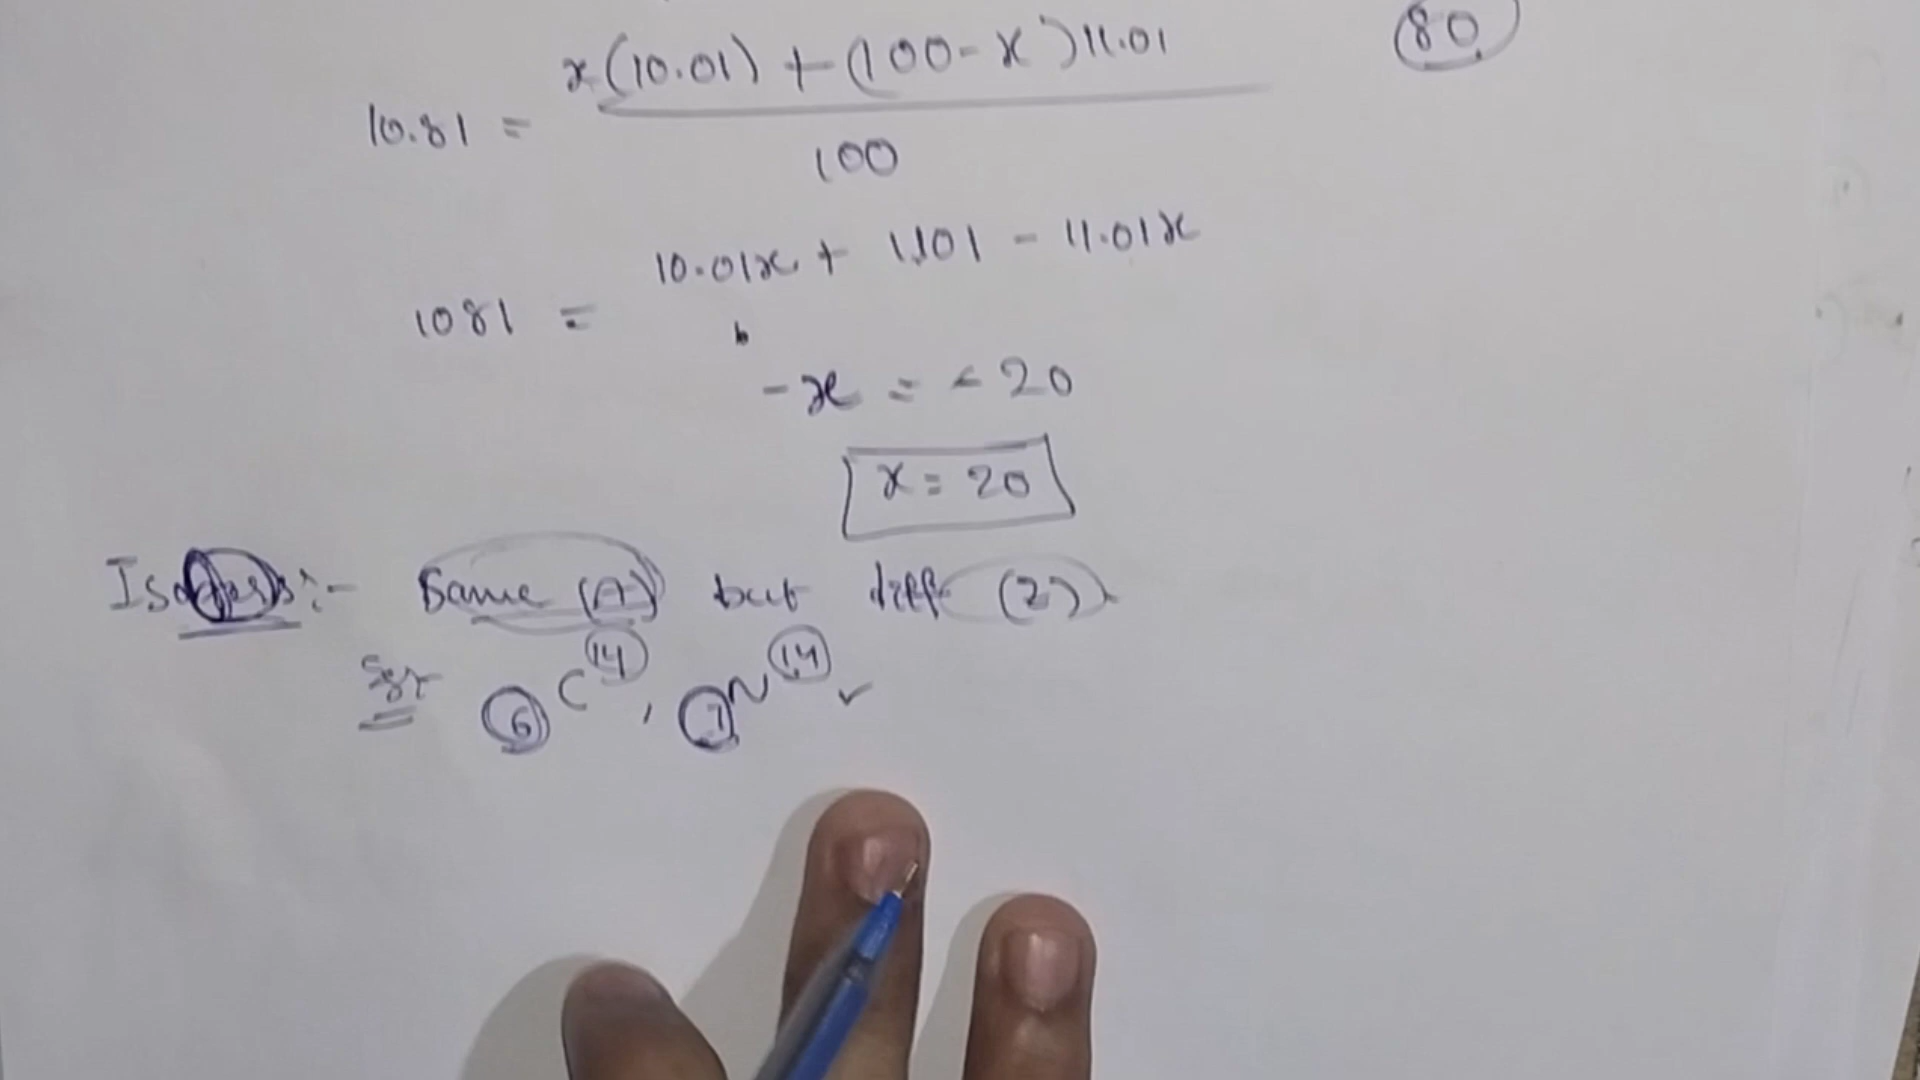 x(10.01) + (100-x)11.01
80
10.81 =
100
10.01x + 1101 - 11.01x
1081 =
-x = -20
x = 20
Same (A) but diff (Z)
6 C 14, 7 N 14 ✓